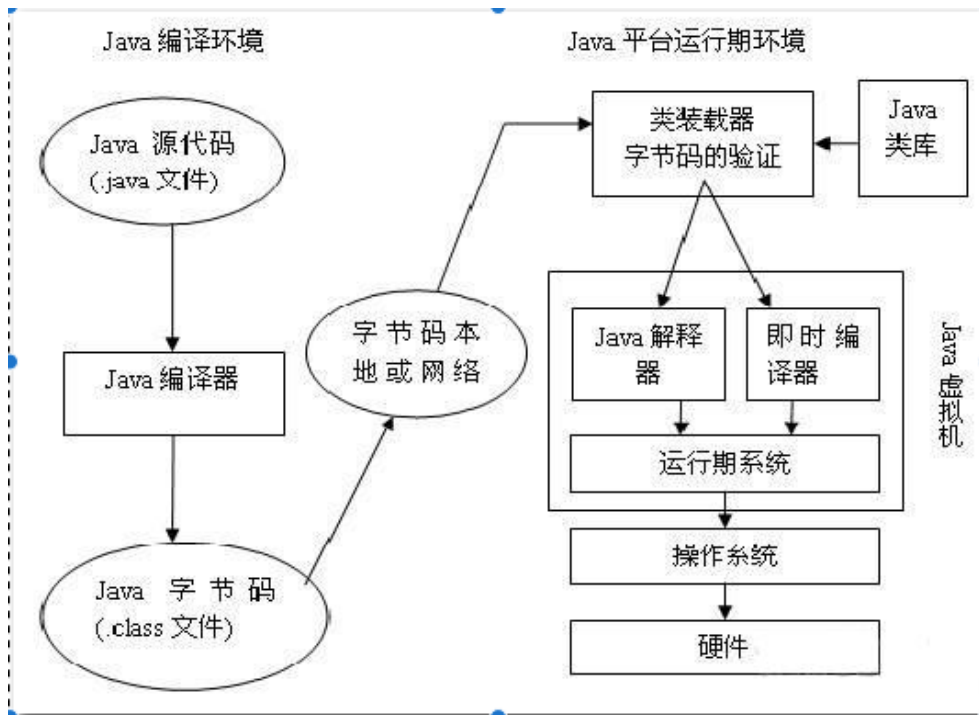 Java 编译环境
Java 平台运行期环境
Java 源代码
(.java 文件)
Java 编译器
Java 字节码
(.class 文件)
字节码本
地或网络
类装载器
字节码的验证
Java
类库
Java 解释
器
即时编
译器
运行期系统
Java 虚拟机
操作系统
硬件